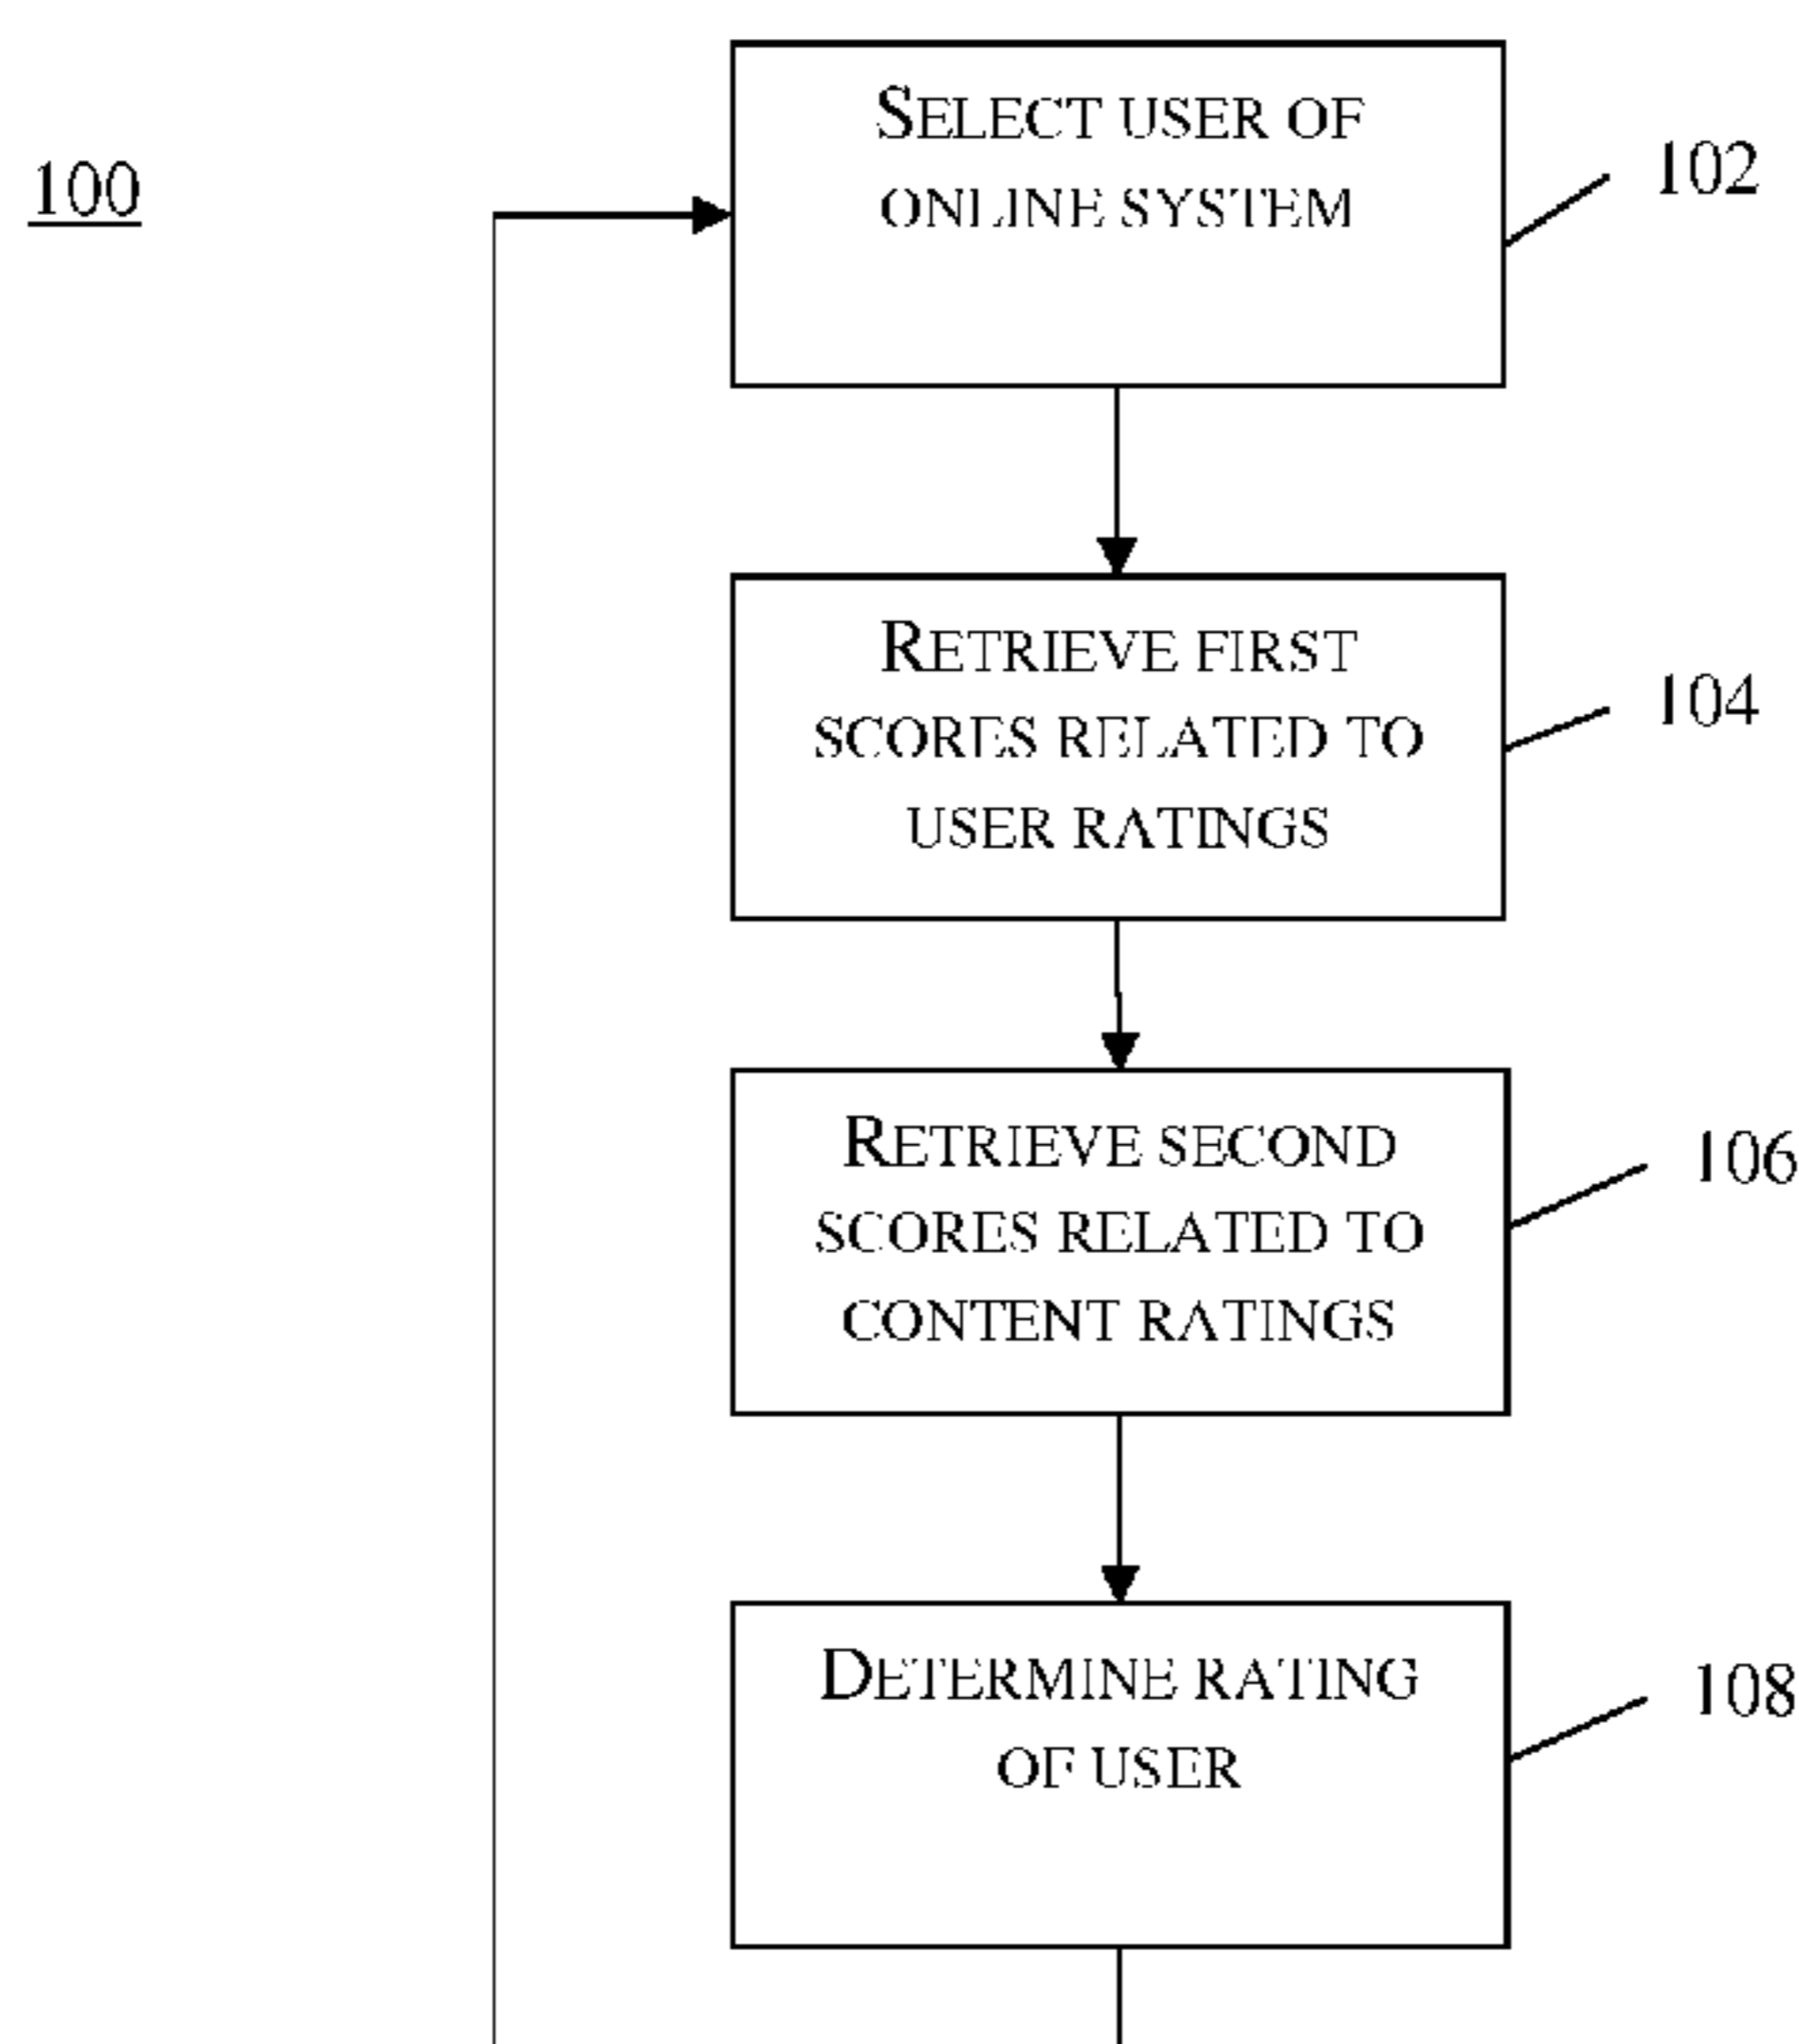 100
SELECT USER OF
ONLINE SYSTEM
102
RETRIEVE FIRST
SCORES RELATED TO
USER RATINGS
104
RETRIEVE SECOND
SCORES RELATED TO
CONTENT RATINGS
106
DETERMINE RATING
OF USER
108